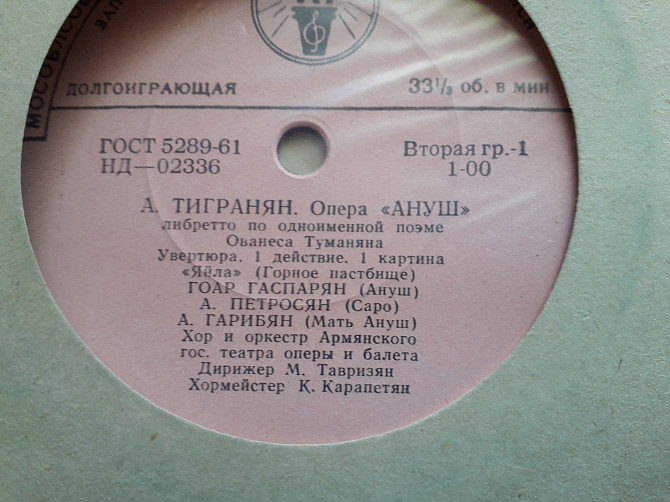 ДОЛГОИГРАЮЩАЯ 33⅓ об. в мин.
ГОСТ 5289-61 Вторая гр.-1
НД—02336 1-00
А. ТИГРАНЯН. Опера «АНУШ»
либретто по одноименной поэме
Ованеса Туманяна
Увертюра. 1 действие. 1 картина
«Яйла» (Горное пастбище)
ГОАР ГАСПАРЯН (Ануш)
А. ПЕТРОСЯН (Саро)
А. ГАРИБЯН (Мать Ануш)
Хор и оркестр Армянского
гос. театра оперы и балета
Дирижер М. Тавризян
Хормейстер К. Карапетян